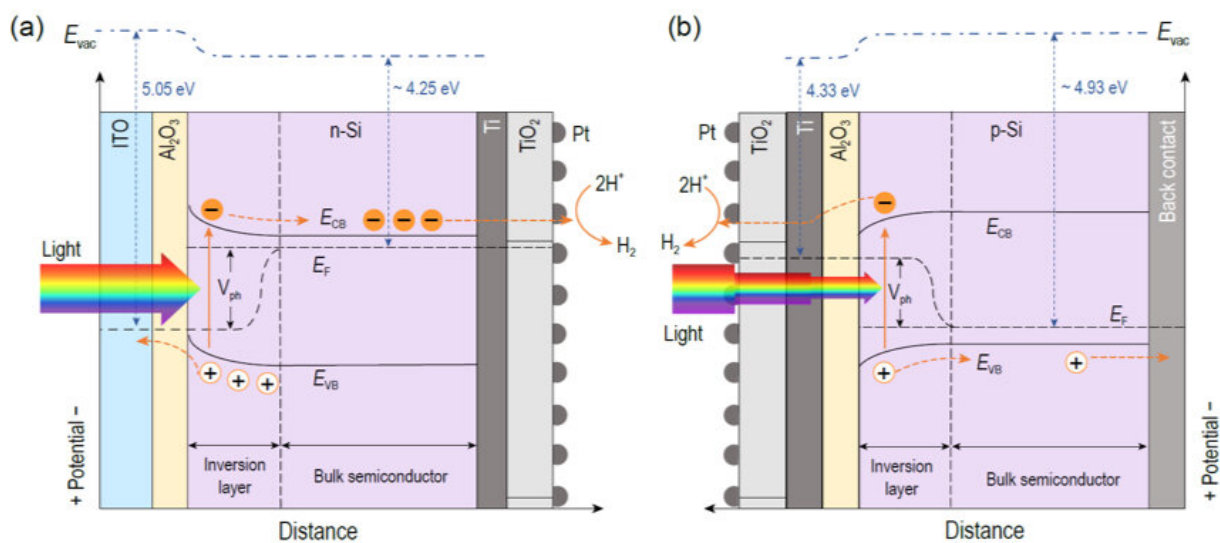 (a)
E_vac
5.05 eV
~ 4.25 eV
ITO
Al₂O₃
n-Si
Ti
TiO₂
Pt
2H⁺
H₂
E_CB
Light
V_ph
E_F
E_VB
Inversion
layer
Bulk semiconductor
+ Potential −
Distance
(b)
E_vac
4.33 eV
~ 4.93 eV
Pt
TiO₂
Ti
Al₂O₃
p-Si
Back contact
2H⁺
H₂
E_CB
Light
V_ph
E_F
E_VB
Inversion
layer
Bulk semiconductor
+ Potential −
Distance